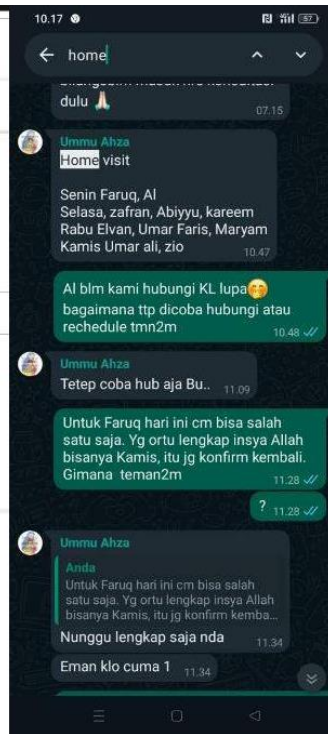 10.17
57
home
dulu 🙏🏻
07.15
Ummu Ahza
Home visit
Senin Faruq, Al
Selasa, zafran, Abiyyu, kareem
Rabu Elvan, Umar Faris, Maryam
Kamis Umar ali, zio
10.47
Al blm kami hubungi KL lupa🤭
bagaimana ttp dicoba hubungi atau
rechedule tmn2m
10.48
Ummu Ahza
Tetep coba hub aja Bu.. 11.09
Untuk Faruq hari ini cm bisa salah
satu saja. Yg ortu lengkap insya Allah
bisanya Kamis, itu jg konfirm kembali.
Gimana teman2m
11.28
? 11.28
Ummu Ahza
Anda
Untuk Faruq hari ini cm bisa salah
satu saja. Yg ortu lengkap insya Allah
bisanya Kamis, itu jg konfirm kemba...
Nunggu lengkap saja nda 11.34
Eman klo cuma 1 11.34